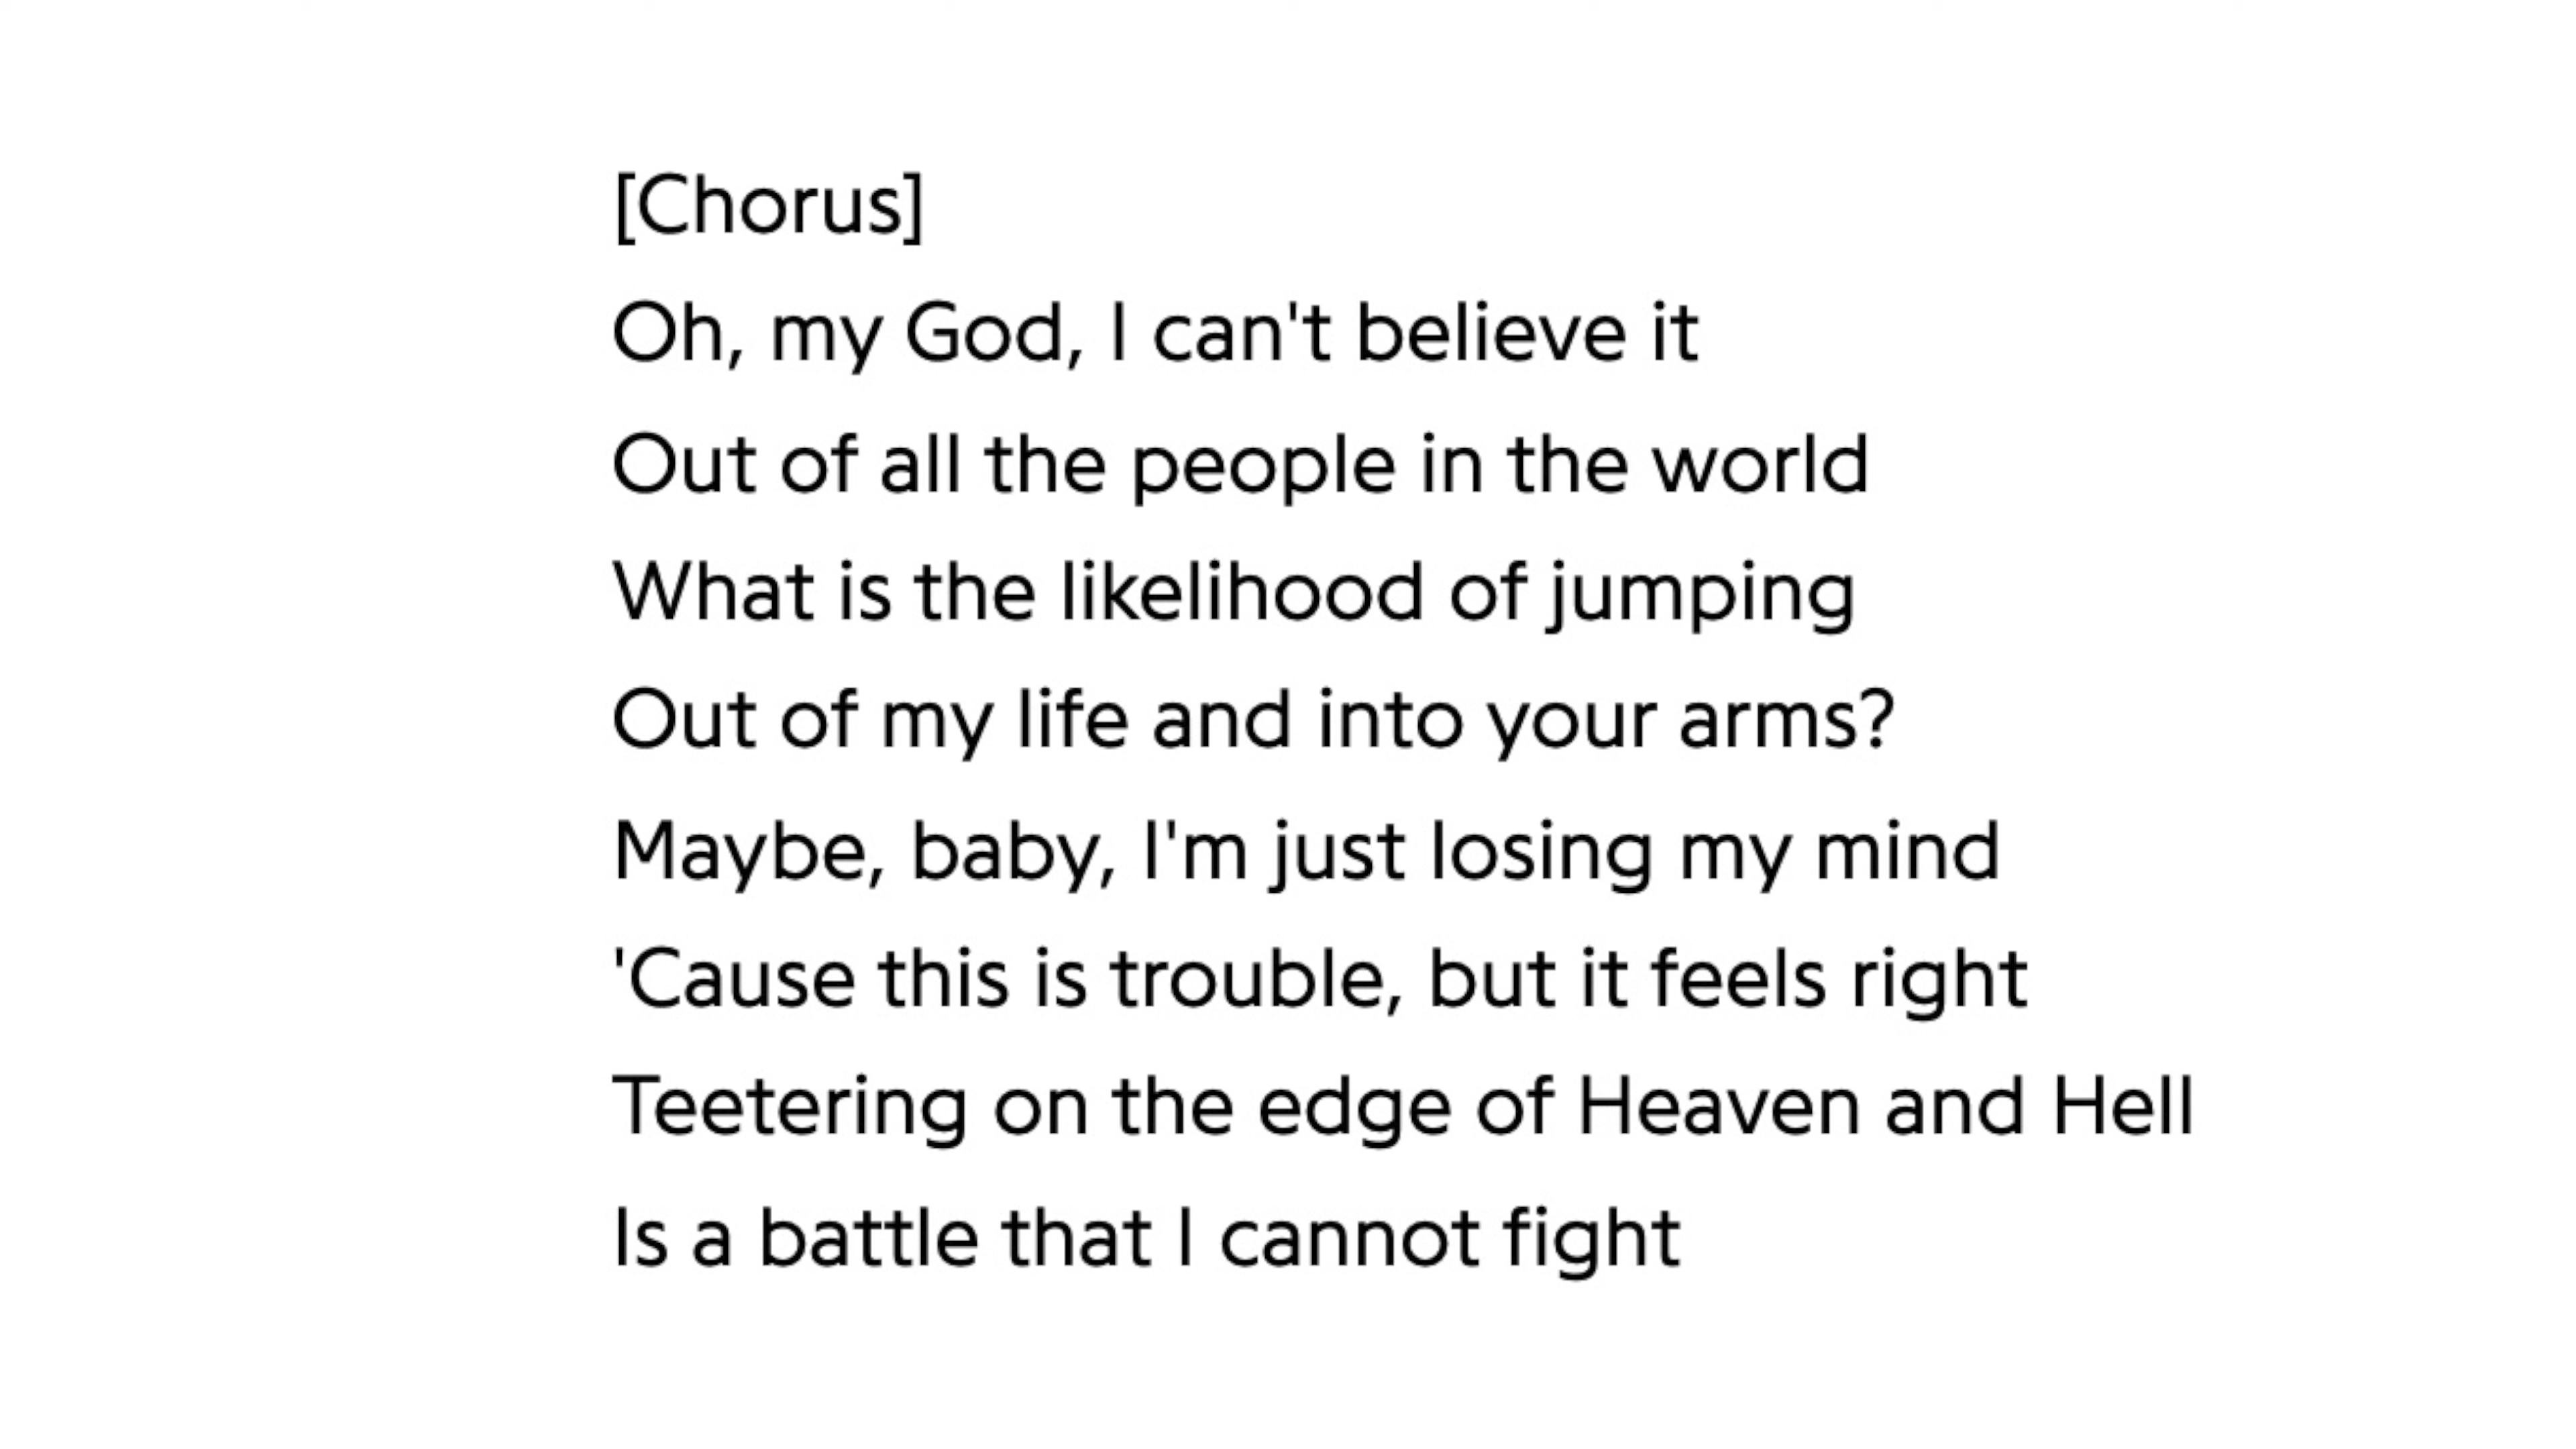 [Chorus]
Oh, my God, I can't believe it
Out of all the people in the world
What is the likelihood of jumping
Out of my life and into your arms?
Maybe, baby, I'm just losing my mind
'Cause this is trouble, but it feels right
Teetering on the edge of Heaven and Hell
Is a battle that I cannot fight